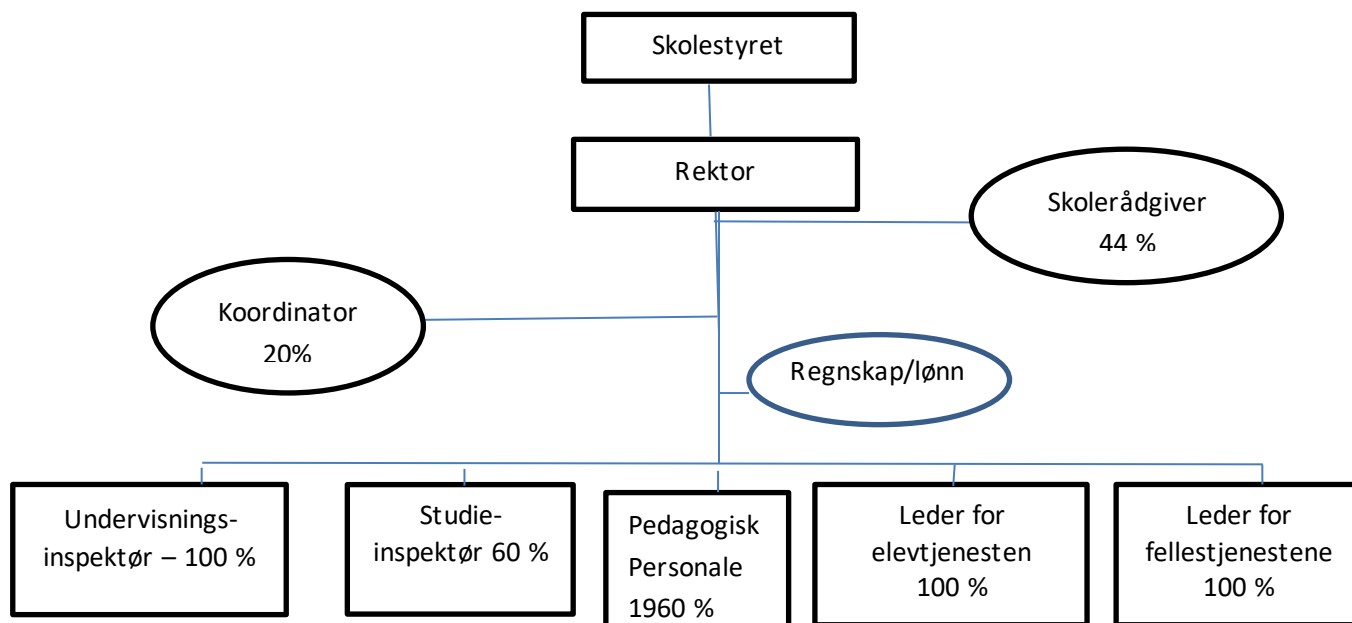 Skolestyret
Rektor
Skolerådgiver
44 %
Koordinator
20%
Regnskap/lønn
Undervisnings-
inspektør – 100 %
Studie-
inspektør 60 %
Pedagogisk
Personale
1960 %
Leder for
elevtjenesten
100 %
Leder for
fellestjenestene
100 %